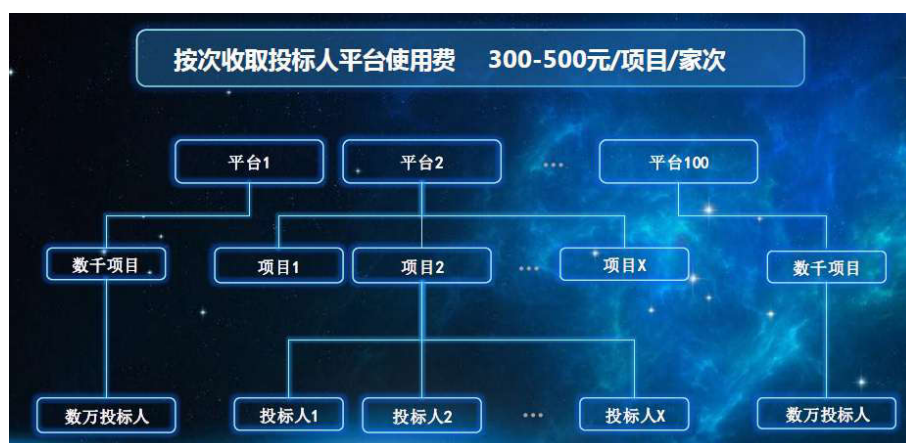 按次收取投标人平台使用费 300-500元/项目/家次
平台1 平台2 ... 平台100
数千项目 项目1 项目2 ... 项目X 数千项目
数万投标人 投标人1 投标人2 ... 投标人X 数万投标人